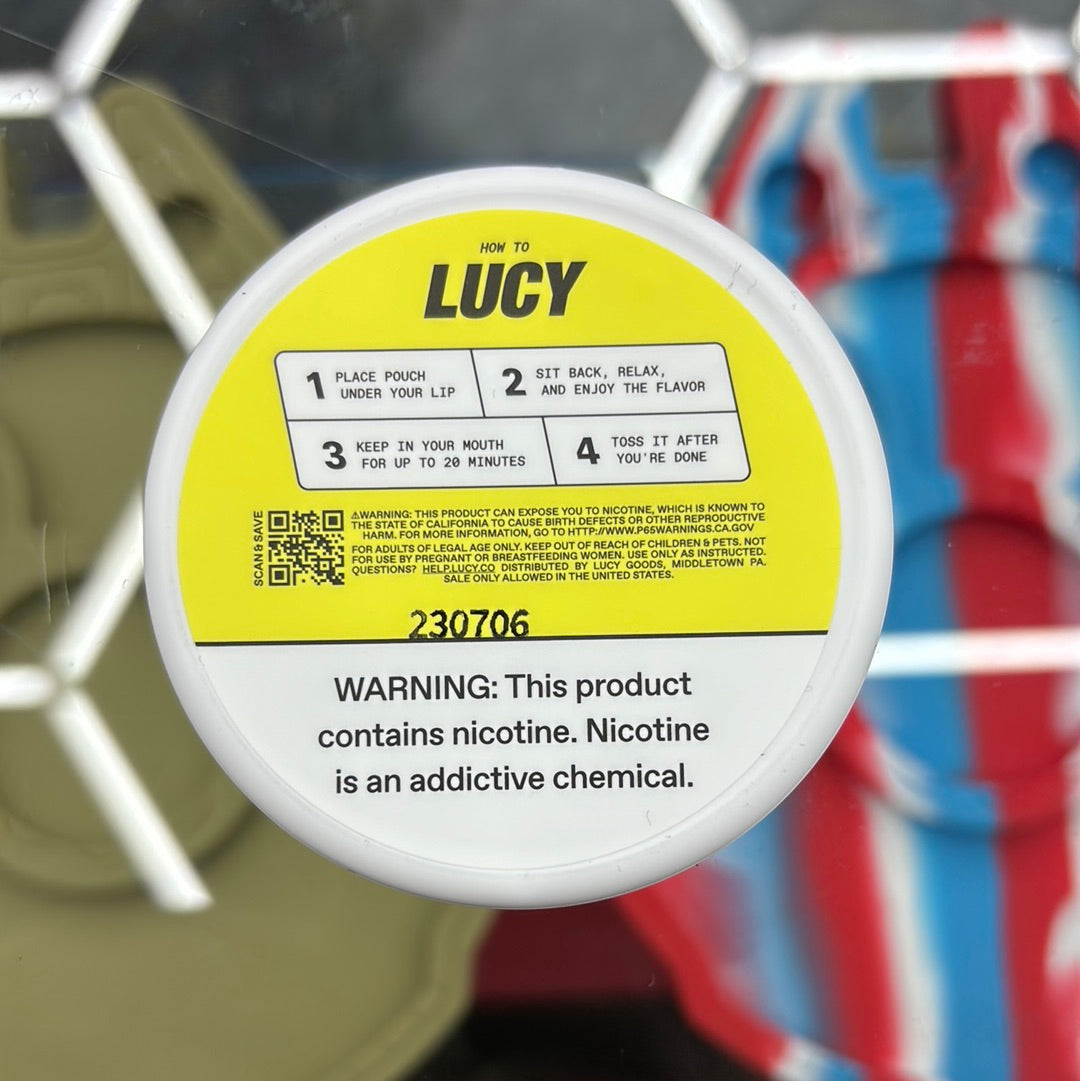 HOW TO
LUCY
1 PLACE POUCH
UNDER YOUR LIP
2 SIT BACK, RELAX,
AND ENJOY THE FLAVOR
3 KEEP IN YOUR MOUTH
FOR UP TO 20 MINUTES
4 TOSS IT AFTER
YOU'RE DONE
SCAN & SAVE
⚠WARNING: THIS PRODUCT CAN EXPOSE YOU TO NICOTINE, WHICH IS KNOWN TO
THE STATE OF CALIFORNIA TO CAUSE BIRTH DEFECTS OR OTHER REPRODUCTIVE
HARM. FOR MORE INFORMATION, GO TO HTTP://WWW.P65WARNINGS.CA.GOV
FOR ADULTS OF LEGAL AGE ONLY. KEEP OUT OF REACH OF CHILDREN & PETS. NOT
FOR USE BY PREGNANT OR BREASTFEEDING WOMEN. USE ONLY AS INSTRUCTED.
QUESTIONS? HELP.LUCY.CO DISTRIBUTED BY LUCY GOODS, MIDDLETOWN PA.
SALE ONLY ALLOWED IN THE UNITED STATES.
230706
WARNING: This product
contains nicotine. Nicotine
is an addictive chemical.